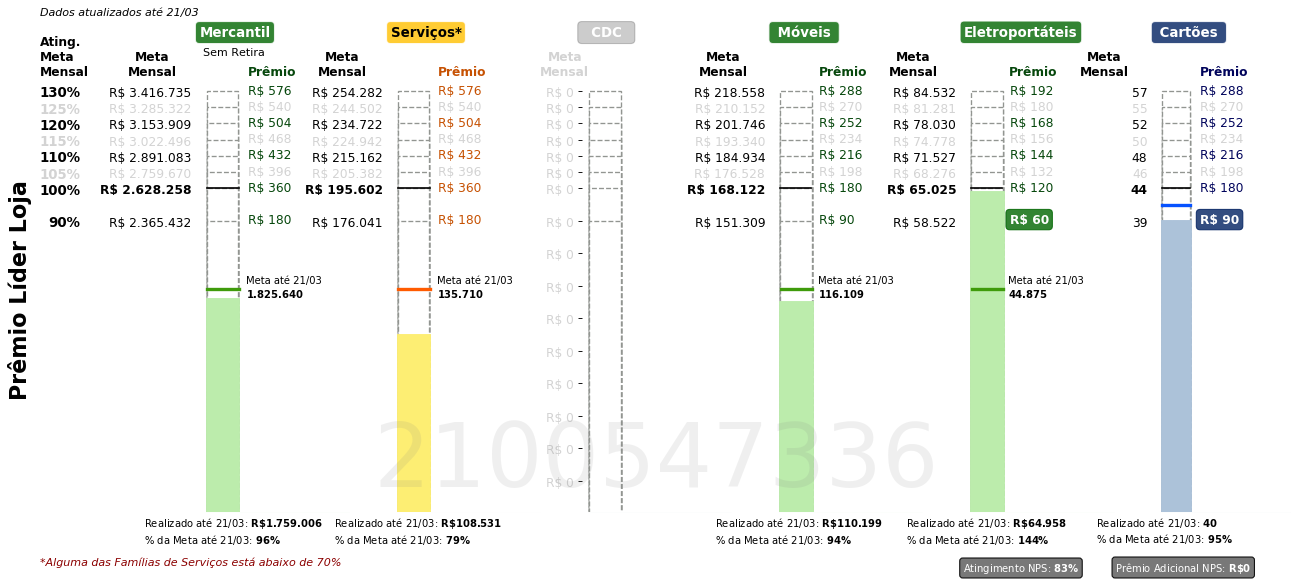 Dados atualizados até 21/03
Mercantil
Serviços*
CDC
Móveis
Eletroportáteis
Cartões
Ating.
Meta
Mensal
Meta
Mensal
Sem Retira
Prêmio
Meta
Mensal
Prêmio
Meta
Mensal
Meta
Mensal
Prêmio
Meta
Mensal
Prêmio
Meta
Mensal
Prêmio
130% R$ 3.416.735 R$ 576 R$ 254.282 R$ 576 R$ 0 R$ 218.558 R$ 288 R$ 84.532 R$ 192 57 R$ 288
125% R$ 3.285.322 R$ 540 R$ 244.502 R$ 540 R$ 0 R$ 210.152 R$ 270 R$ 81.281 R$ 180 55 R$ 270
120% R$ 3.153.909 R$ 504 R$ 234.722 R$ 504 R$ 0 R$ 201.746 R$ 252 R$ 78.030 R$ 168 52 R$ 252
115% R$ 3.022.496 R$ 468 R$ 224.942 R$ 468 R$ 0 R$ 193.340 R$ 234 R$ 74.778 R$ 156 50 R$ 234
110% R$ 2.891.083 R$ 432 R$ 215.162 R$ 432 R$ 0 R$ 184.934 R$ 216 R$ 71.527 R$ 144 48 R$ 216
105% R$ 2.759.670 R$ 396 R$ 205.382 R$ 396 R$ 0 R$ 176.528 R$ 198 R$ 68.276 R$ 132 46 R$ 198
100% R$ 2.628.258 R$ 360 R$ 195.602 R$ 360 R$ 0 R$ 168.122 R$ 180 R$ 65.025 R$ 120 44 R$ 180
90% R$ 2.365.432 R$ 180 R$ 176.041 R$ 180 R$ 0 R$ 151.309 R$ 90 R$ 58.522 R$ 60 39 R$ 90
R$ 0
R$ 0
R$ 0
R$ 0
R$ 0
R$ 0
R$ 0
R$ 0
Meta até 21/03
1.825.640
Meta até 21/03
135.710
Meta até 21/03
116.109
Meta até 21/03
44.875
Prêmio Líder Loja
2100547336
Realizado até 21/03: R$1.759.006
% da Meta até 21/03: 96%
Realizado até 21/03: R$108.531
% da Meta até 21/03: 79%
Realizado até 21/03: R$110.199
% da Meta até 21/03: 94%
Realizado até 21/03: R$64.958
% da Meta até 21/03: 144%
Realizado até 21/03: 40
% da Meta até 21/03: 95%
*Alguma das Famílias de Serviços está abaixo de 70%
Atingimento NPS: 83%
Prêmio Adicional NPS: R$0